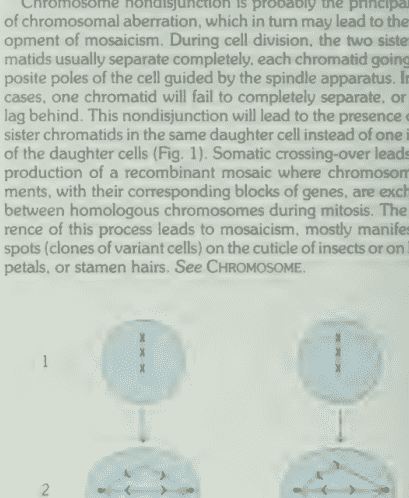 Chromosome nondisjunction is probably the principal
of chromosomal aberration, which in turn may lead to the
opment of mosaicism. During cell division, the two siste
matids usually separate completely, each chromatid going
posite poles of the cell guided by the spindle apparatus. In
cases, one chromatid will fail to completely separate, or
lag behind. This nondisjunction will lead to the presence
sister chromatids in the same daughter cell instead of one i
of the daughter cells (Fig. 1). Somatic crossing-over leads
production of a recombinant mosaic where chromosom
ments, with their corresponding blocks of genes, are exch
between homologous chromosomes during mitosis. The
rence of this process leads to mosaicism, mostly manifes
spots (clones of variant cells) on the cuticle of insects or on
petals, or stamen hairs. See CHROMOSOME.
1
2